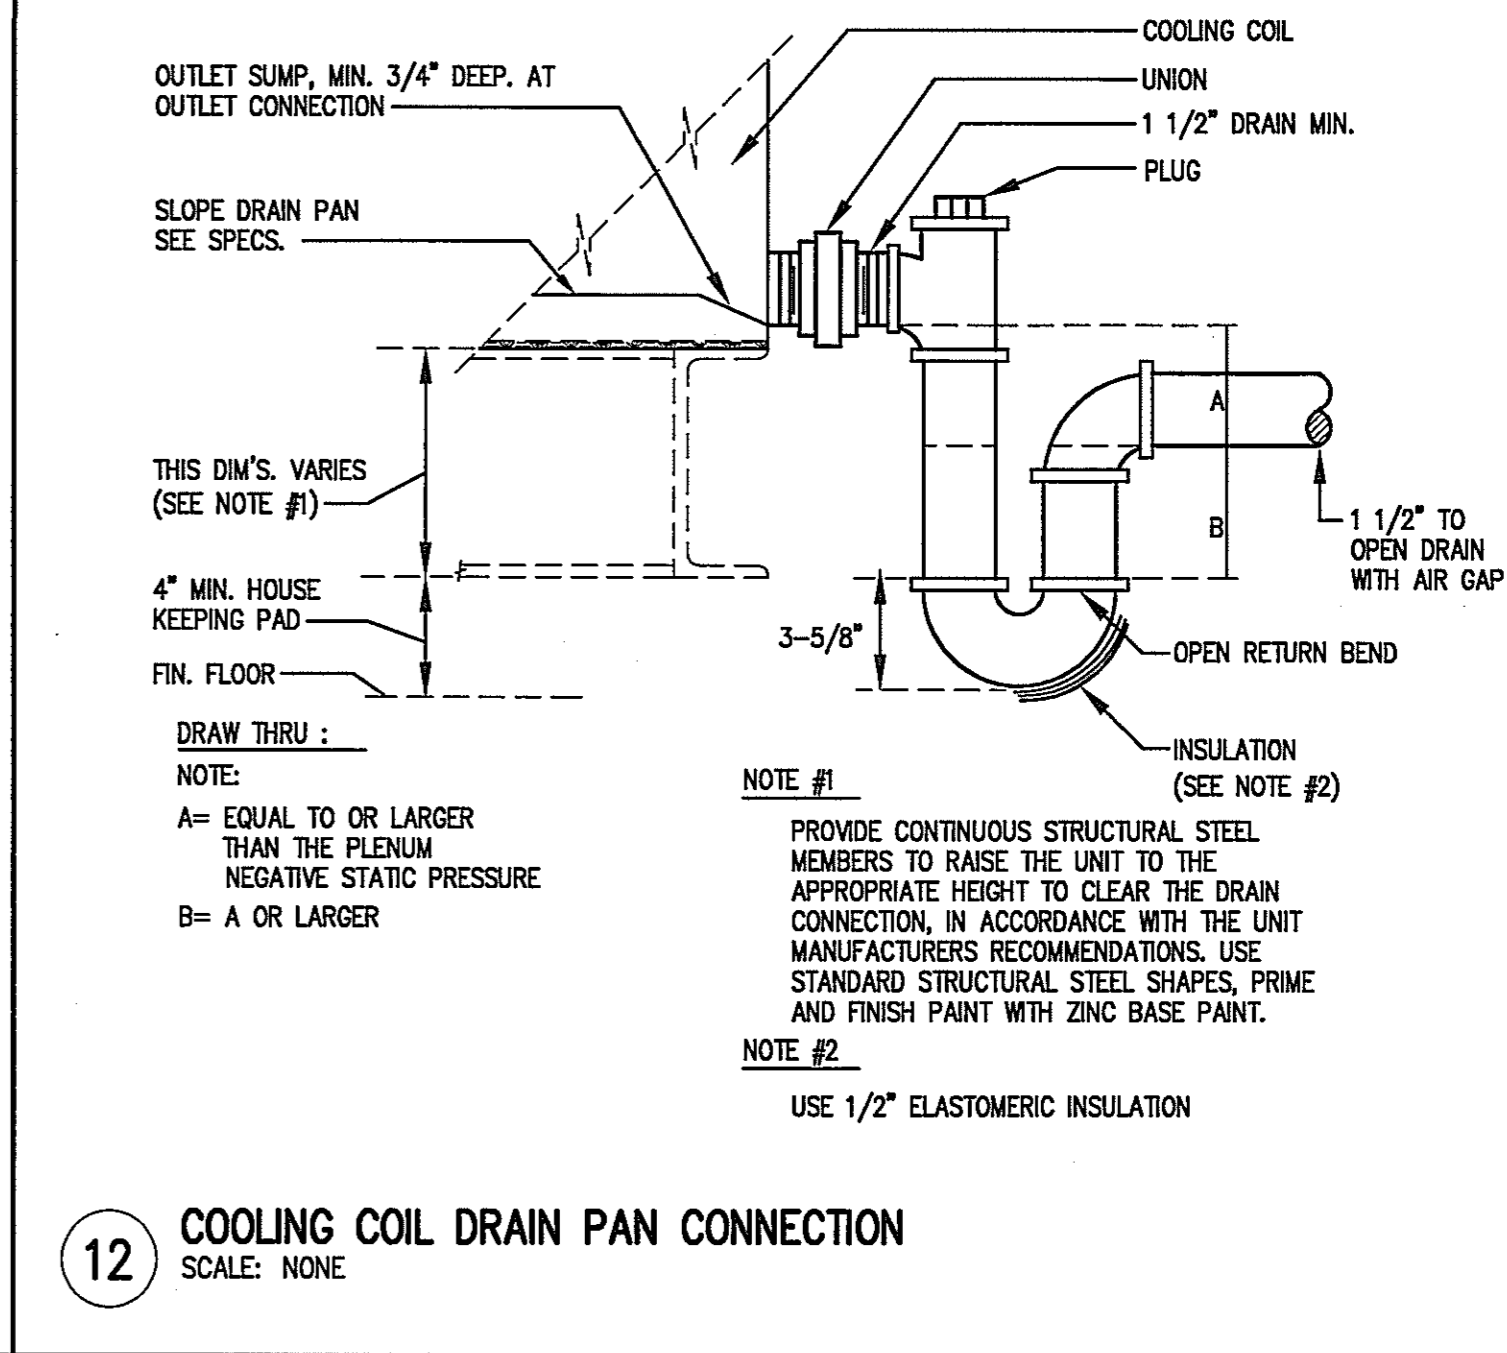 COOLING COIL
UNION
1 1/2" DRAIN MIN.
PLUG
OUTLET SUMP, MIN. 3/4" DEEP. AT
OUTLET CONNECTION
SLOPE DRAIN PAN
SEE SPECS.
THIS DIM'S. VARIES
(SEE NOTE #1)
4" MIN. HOUSE
KEEPING PAD
FIN. FLOOR
A
B
3-5/8"
1 1/2" TO
OPEN DRAIN
WITH AIR GAP
OPEN RETURN BEND
INSULATION
(SEE NOTE #2)
DRAW THRU :
NOTE:
A= EQUAL TO OR LARGER
THAN THE PLENUM
NEGATIVE STATIC PRESSURE
B= A OR LARGER
NOTE #1
PROVIDE CONTINUOUS STRUCTURAL STEEL
MEMBERS TO RAISE THE UNIT TO THE
APPROPRIATE HEIGHT TO CLEAR THE DRAIN
CONNECTION, IN ACCORDANCE WITH THE UNIT
MANUFACTURERS RECOMMENDATIONS. USE
STANDARD STRUCTURAL STEEL SHAPES, PRIME
AND FINISH PAINT WITH ZINC BASE PAINT.
NOTE #2
USE 1/2" ELASTOMERIC INSULATION
12
COOLING COIL DRAIN PAN CONNECTION
SCALE: NONE